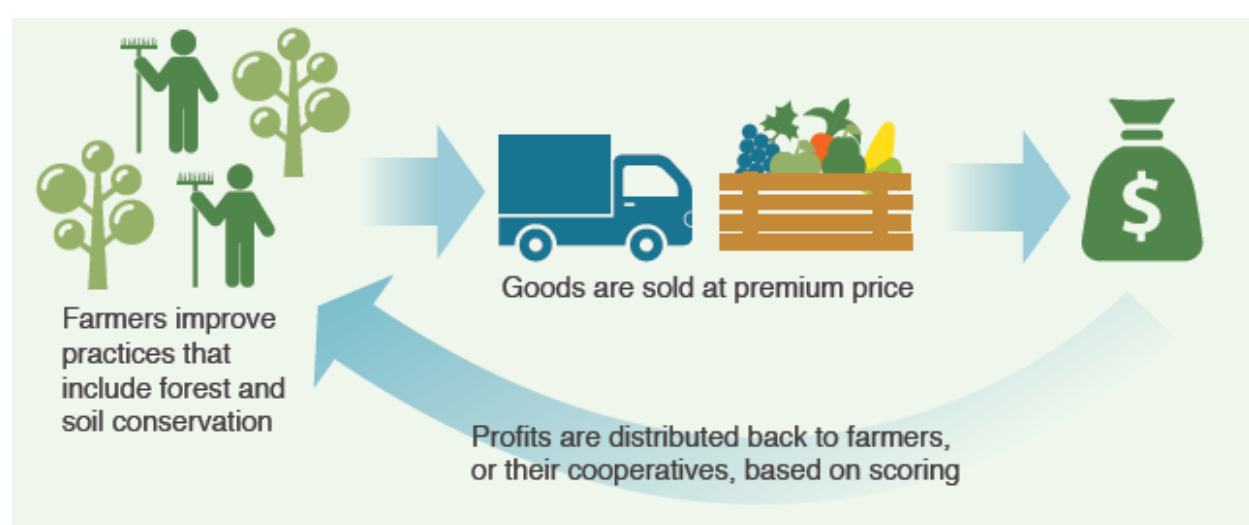 Farmers improve
practices that
include forest and
soil conservation
Goods are sold at premium price
$
Profits are distributed back to farmers,
or their cooperatives, based on scoring